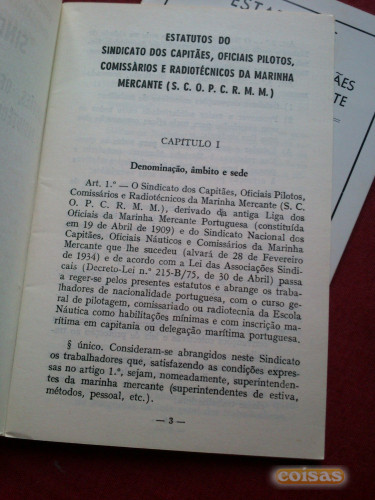 ESTATUTOS DO
SINDICATO DOS CAPITÃES, OFICIAIS PILOTOS,
COMISSÀRIOS E RADIOTÉCNICOS DA MARINHA
MERCANTE (S. C. O. P. C. R. M. M.)
CAPITULO I
Denominação, âmbito e sede
Art. 1.º — O Sindicato dos Capitães, Oficiais Pilotos,
Comissários e Radiotécnicos da Marinha Mercante (S. C.
O. P. C. R. M. M.), derivado da antiga Liga dos
Oficiais da Marinha Mercante Portuguesa (constituída
em 19 de Abril de 1909) e do Sindicato Nacional dos
Capitães, Oficiais Náuticos e Comissários da Marinha
Mercante que lhe sucedeu (alvará de 28 de Fevereiro
de 1934) e de acordo com a Lei das Associações Sindi-
cais (Decreto-Lei n.º 215-B/75, de 30 de Abril) passa
a reger-se pelos presentes estatutos e abrange os traba-
lhadores de nacionalidade portuguesa, com o curso ge-
ral de pilotagem, comissariado ou radiotecnia da Escola
Náutica como habilitações mínimas e com inscrição ma-
rítima em capitania ou delegação marítima portuguesa.
§ único. Consideram-se abrangidos neste Sindicato
os trabalhadores que, satisfazendo as condições expres-
sas no artigo 1.º, sejam, nomeadamente, superintenden-
tes da marinha mercante (superintendentes de estiva,
métodos, pessoal, etc.).
— 3 —
coisas